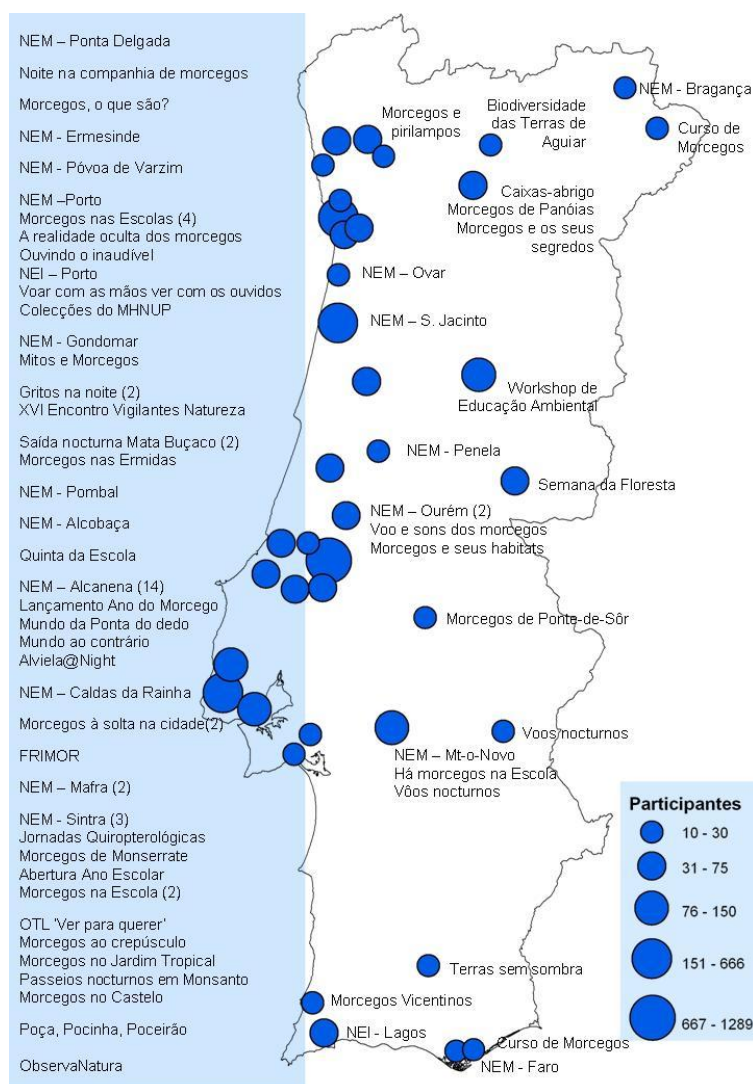 NEM – Ponta Delgada
Noite na companhia de morcegos
Morcegos, o que são?
NEM - Ermesinde
NEM - Póvoa de Varzim
NEM –Porto
Morcegos nas Escolas (4)
A realidade oculta dos morcegos
Ouvindo o inaudível
NEI – Porto
Voar com as mãos ver com os ouvidos
Colecções do MHNUP
NEM - Gondomar
Mitos e Morcegos
Gritos na noite (2)
XVI Encontro Vigilantes Natureza
Saída nocturna Mata Buçaco (2)
Morcegos nas Ermidas
NEM - Pombal
NEM - Alcobaça
Quinta da Escola
NEM – Alcanena (14)
Lançamento Ano do Morcego
Mundo da Ponta do dedo
Mundo ao contrário
Alviela@Night
NEM – Caldas da Rainha
Morcegos à solta na cidade(2)
FRIMOR
NEM – Mafra (2)
NEM - Sintra (3)
Jornadas Quiropterológicas
Morcegos de Monserrate
Abertura Ano Escolar
Morcegos na Escola (2)
OTL 'Ver para querer'
Morcegos ao crepúsculo
Morcegos no Jardim Tropical
Passeios nocturnos em Monsanto
Morcegos no Castelo
Poça, Pocinha, Poceirão
ObservaNatura
NEM - Bragança
Morcegos e
pirilampos
Biodiversidade
das Terras de
Aguiar
Curso de
Morcegos
Caixas-abrigo
Morcegos de Panóias
Morcegos e os seus
segredos
NEM – Ovar
NEM – S. Jacinto
Workshop de
Educação Ambiental
NEM - Penela
Semana da Floresta
NEM – Ourém (2)
Voo e sons dos morcegos
Morcegos e seus habitats
Morcegos de Ponte-de-Sôr
Voos nocturnos
NEM – Mt-o-Novo
Há morcegos na Escola
Vôos nocturnos
Terras sem sombra
Morcegos Vicentinos
NEI - Lagos
Curso de Morcegos
NEM - Faro
Participantes
10 - 30
31 - 75
76 - 150
151 - 666
667 - 1289